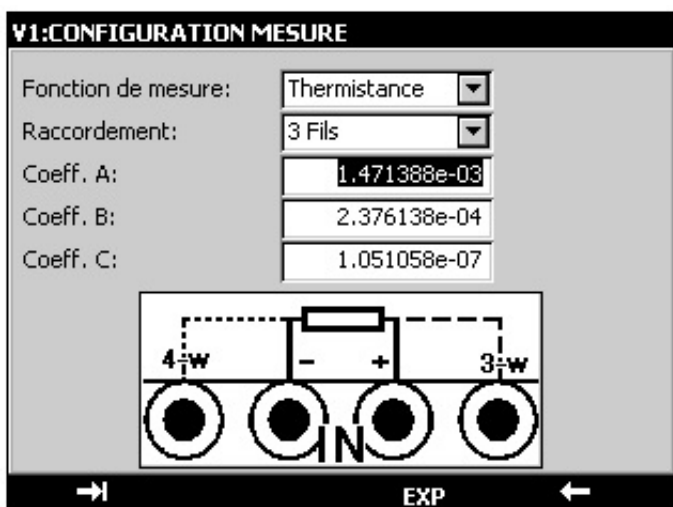 V1:CONFIGURATION MESURE
Fonction de mesure: Thermistance
Raccordement: 3 Fils
Coeff. A: 1.471388e-03
Coeff. B: 2.376138e-04
Coeff. C: 1.051058e-07
4-w - + 3-w
IN
EXP